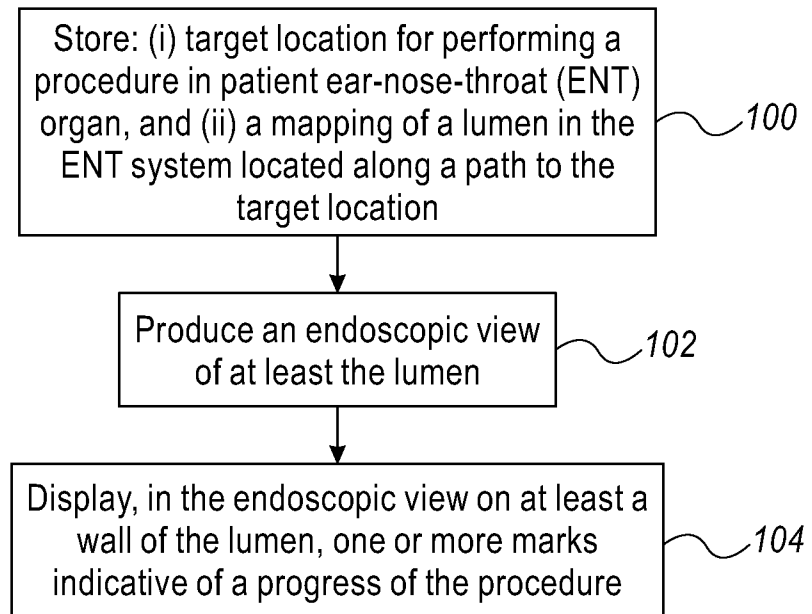 Store: (i) target location for performing a
procedure in patient ear-nose-throat (ENT)
organ, and (ii) a mapping of a lumen in the
ENT system located along a path to the
target location
100
Produce an endoscopic view
of at least the lumen
102
Display, in the endoscopic view on at least a
wall of the lumen, one or more marks
indicative of a progress of the procedure
104